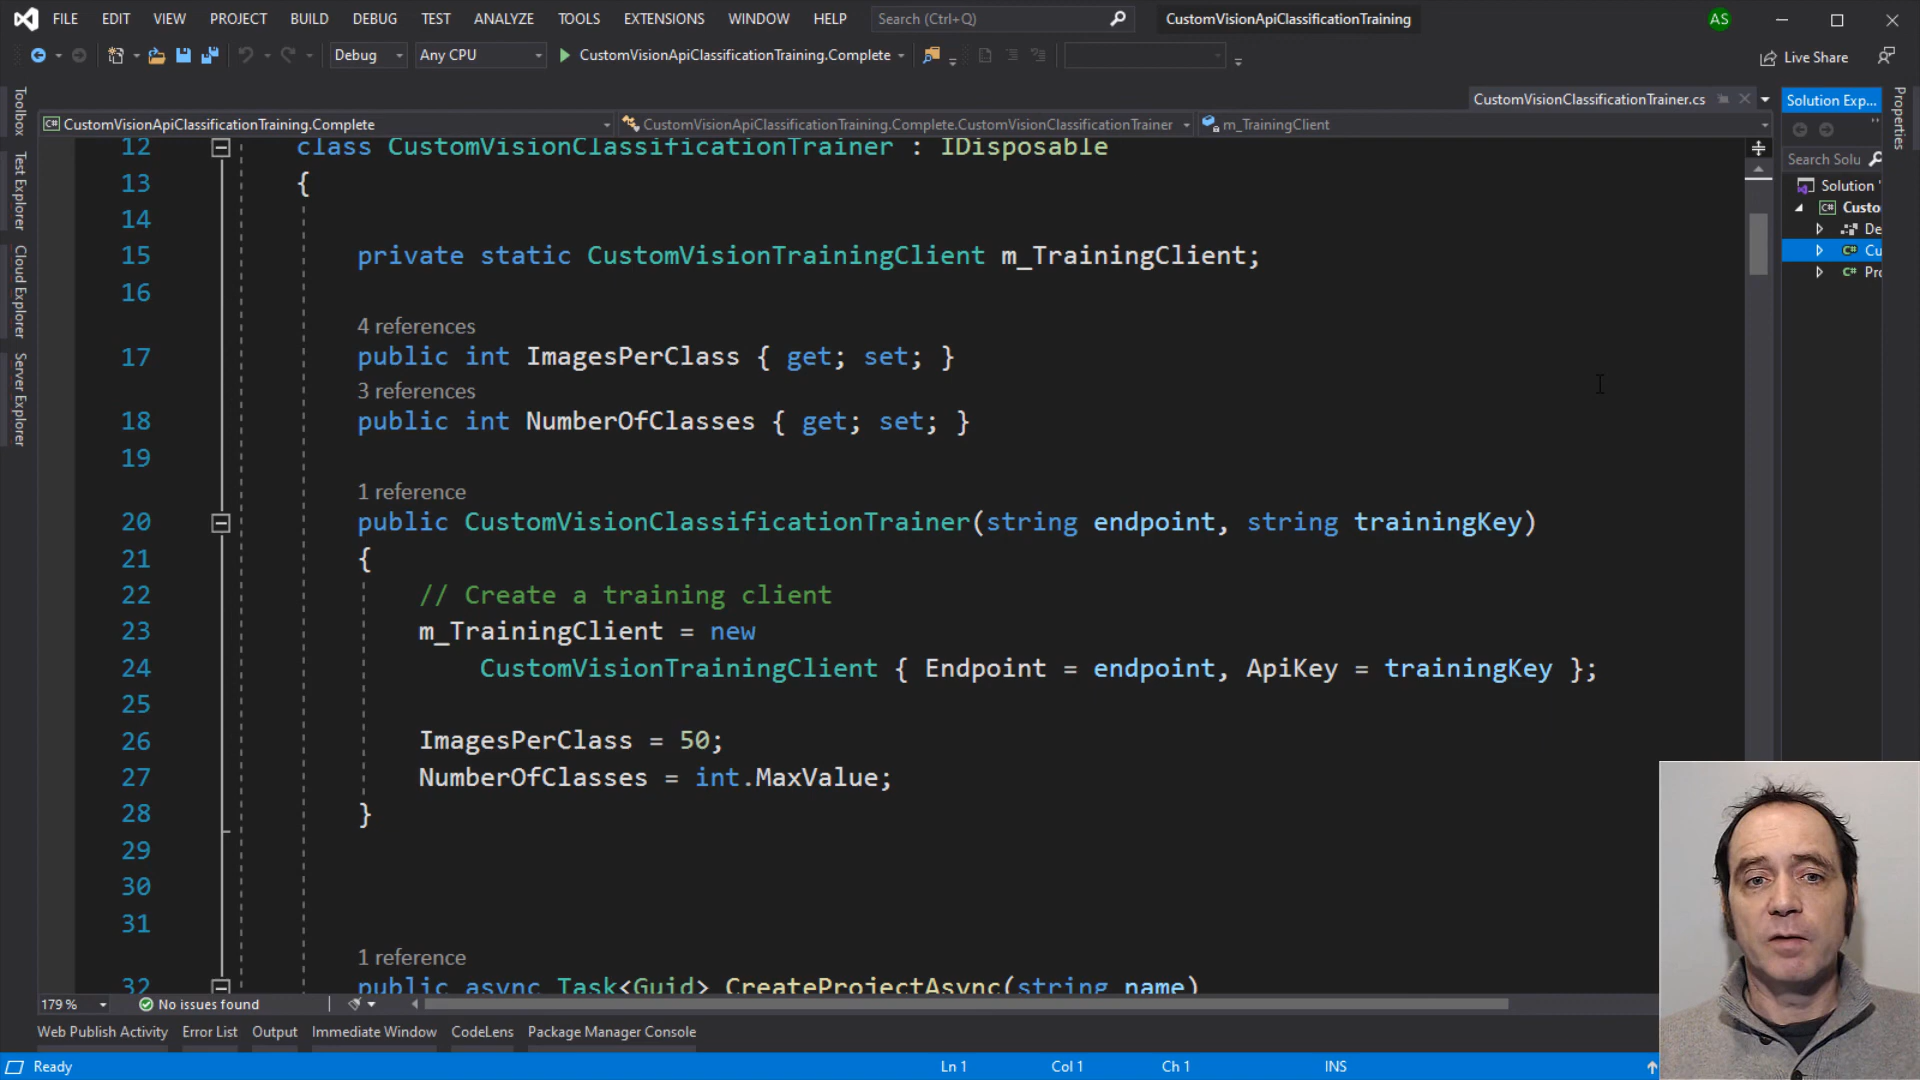 FILE EDIT VIEW PROJECT BUILD DEBUG TEST ANALYZE TOOLS EXTENSIONS WINDOW HELP Search (Ctrl+Q) CustomVisionApiClassificationTraining AS
Debug Any CPU CustomVisionApiClassificationTraining.Complete Live Share
CustomVisionClassificationTrainer.cs Solution Exp...
CustomVisionApiClassificationTraining.Complete CustomVisionApiClassificationTraining.Complete.CustomVisionClassificationTrainer m_TrainingClient
Toolbox
Test Explorer
Cloud Explorer
Server Explorer
12 class CustomVisionClassificationTrainer : IDisposable
13 {
14
15 private static CustomVisionTrainingClient m_TrainingClient;
16
4 references
17 public int ImagesPerClass { get; set; }
3 references
18 public int NumberOfClasses { get; set; }
19
1 reference
20 public CustomVisionClassificationTrainer(string endpoint, string trainingKey)
21 {
22 // Create a training client
23 m_TrainingClient = new
24 CustomVisionTrainingClient { Endpoint = endpoint, ApiKey = trainingKey };
25
26 ImagesPerClass = 50;
27 NumberOfClasses = int.MaxValue;
28 }
29
30
31
1 reference
32 public async Task<Guid> CreateProjectAsync(string name)
Search Solu
Solution '
C# Custo
De
C# Cu
C# Pro
Properties
179 % No issues found
Web Publish Activity Error List Output Immediate Window CodeLens Package Manager Console
Ready Ln 1 Col 1 Ch 1 INS